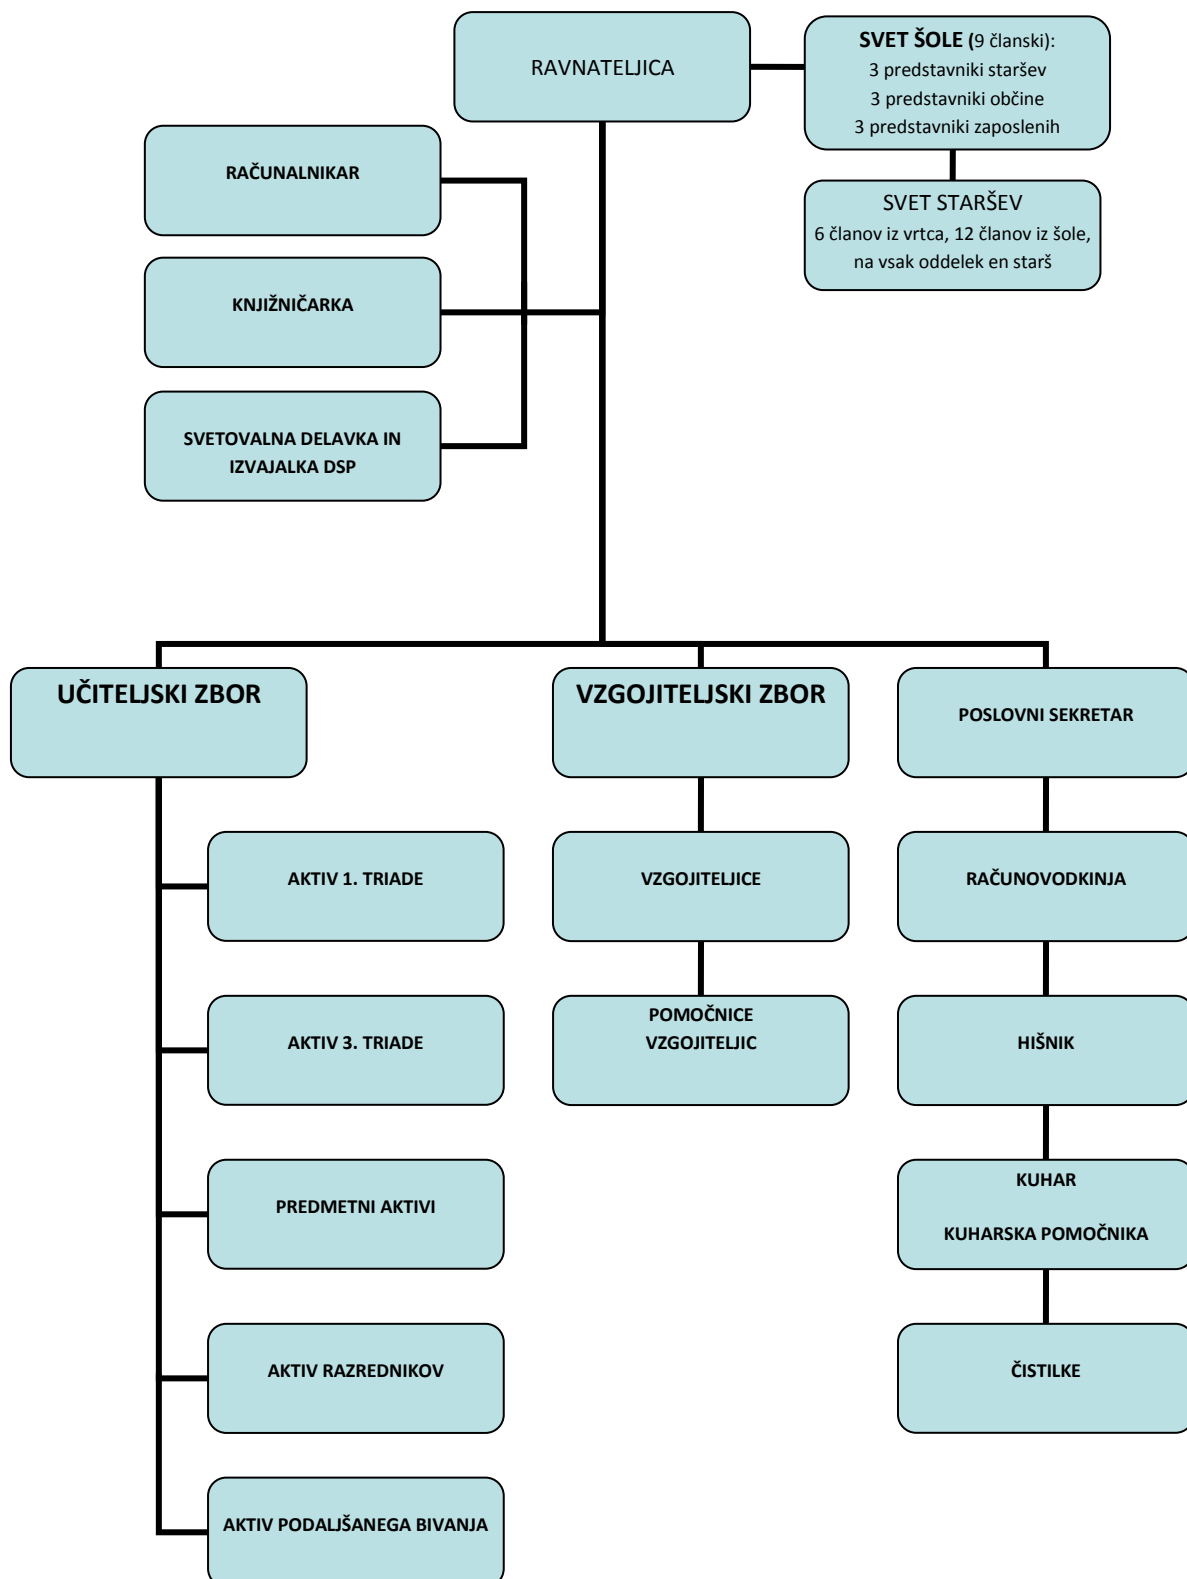 RAVNATELJICA
SVET ŠOLE (9 članski):
3 predstavniki staršev
3 predstavniki občine
3 predstavniki zaposlenih
SVET STARŠEV
6 članov iz vrtca, 12 članov iz šole,
na vsak oddelek en starš
RAČUNALNIKAR
KNJIŽNIČARKA
SVETOVALNA DELAVKA IN
IZVAJALKA DSP
UČITELJSKI ZBOR
AKTIV 1. TRIADE
AKTIV 3. TRIADE
PREDMETNI AKTIVI
AKTIV RAZREDNIKOV
AKTIV PODALJŠANEGA BIVANJA
VZGOJITELJSKI ZBOR
VZGOJITELJICE
POMOČNICE
VZGOJITELJIC
POSLOVNI SEKRETAR
RAČUNOVODKINJA
HIŠNIK
KUHAR
KUHARSKA POMOČNIKA
ČISTILKE